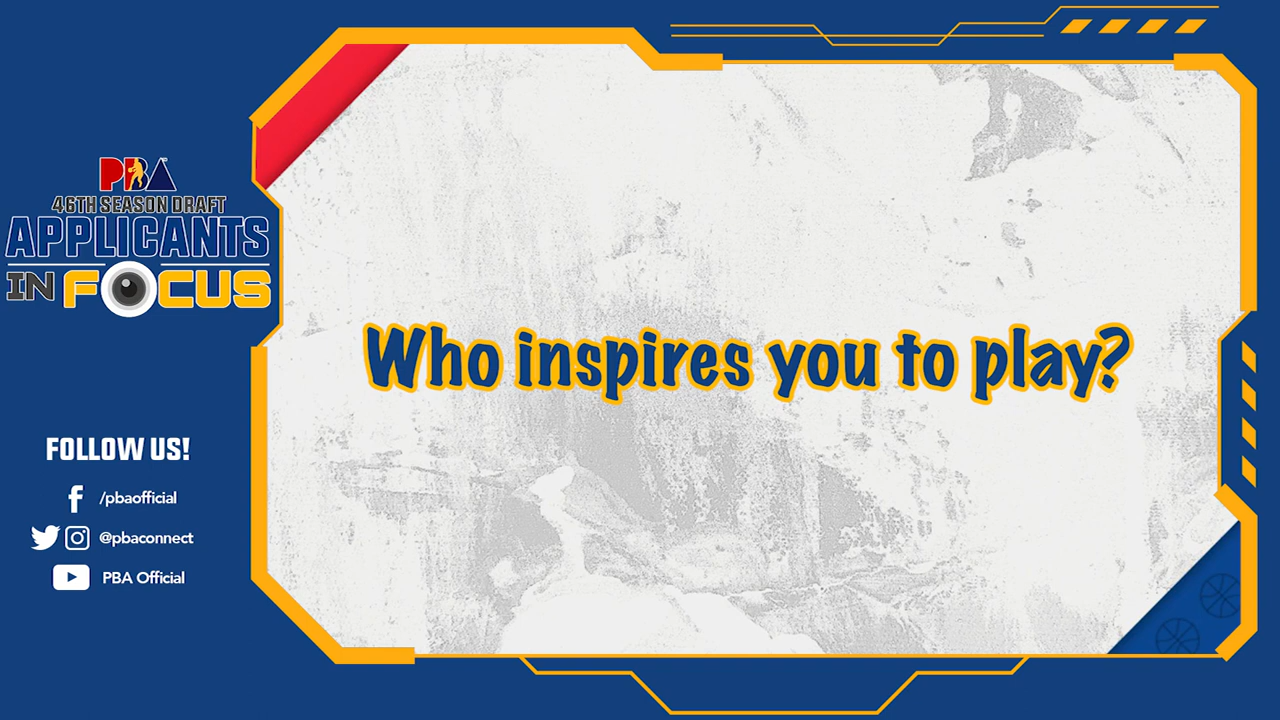 PBA
46TH SEASON DRAFT
APPLICANTS
IN FOCUS
Who inspires you to play?
FOLLOW US!
/pbaofficial
@pbaconnect
PBA Official